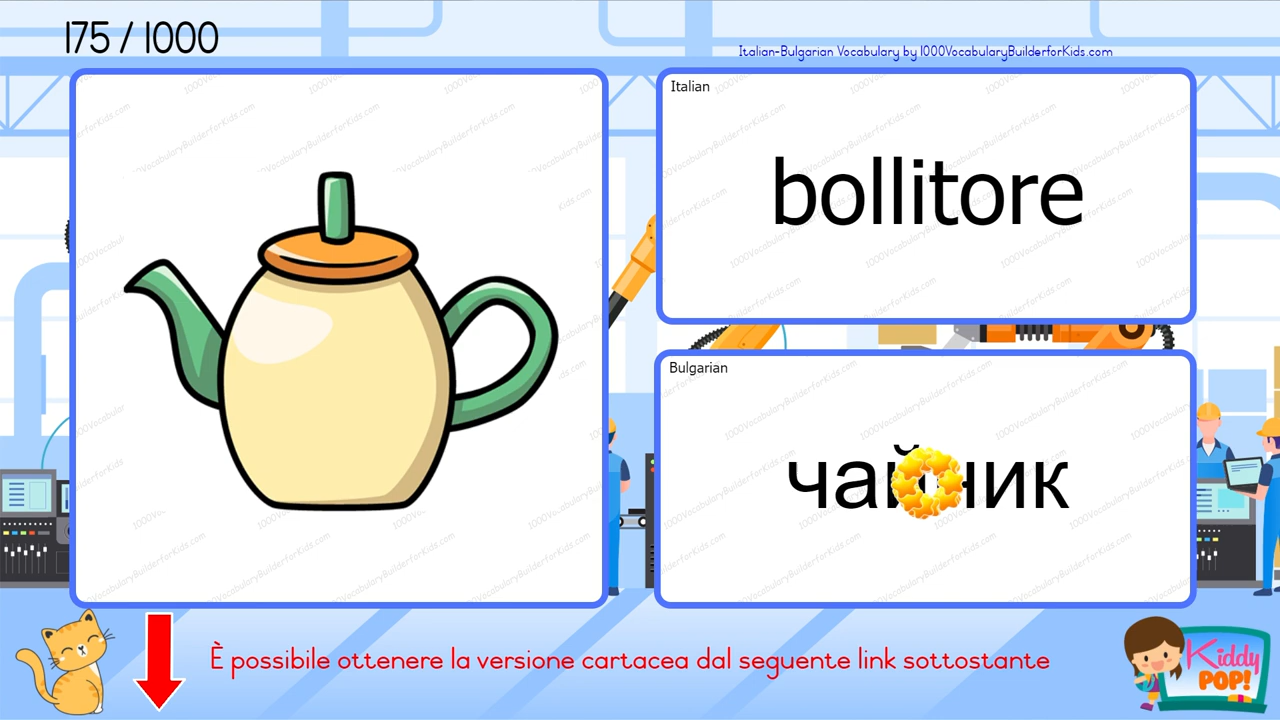 175 / 1000
Italian-Bulgarian Vocabulary by 1000VocabularyBuilderforKids.com
Italian
bollitore
Bulgarian
чайник
È possibile ottenere la versione cartacea dal seguente link sottostante
Kiddy
POP!